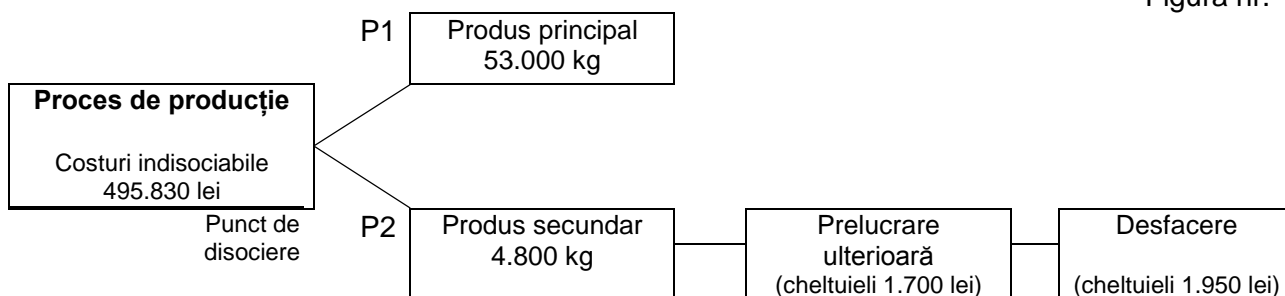 Figura nr.
P1
Produs principal
53.000 kg
Proces de producție
Costuri indisociabile
495.830 lei
Punct de
disociere
P2
Produs secundar
4.800 kg
Prelucrare
ulterioară
(cheltuieli 1.700 lei)
Desfacere
(cheltuieli 1.950 lei)